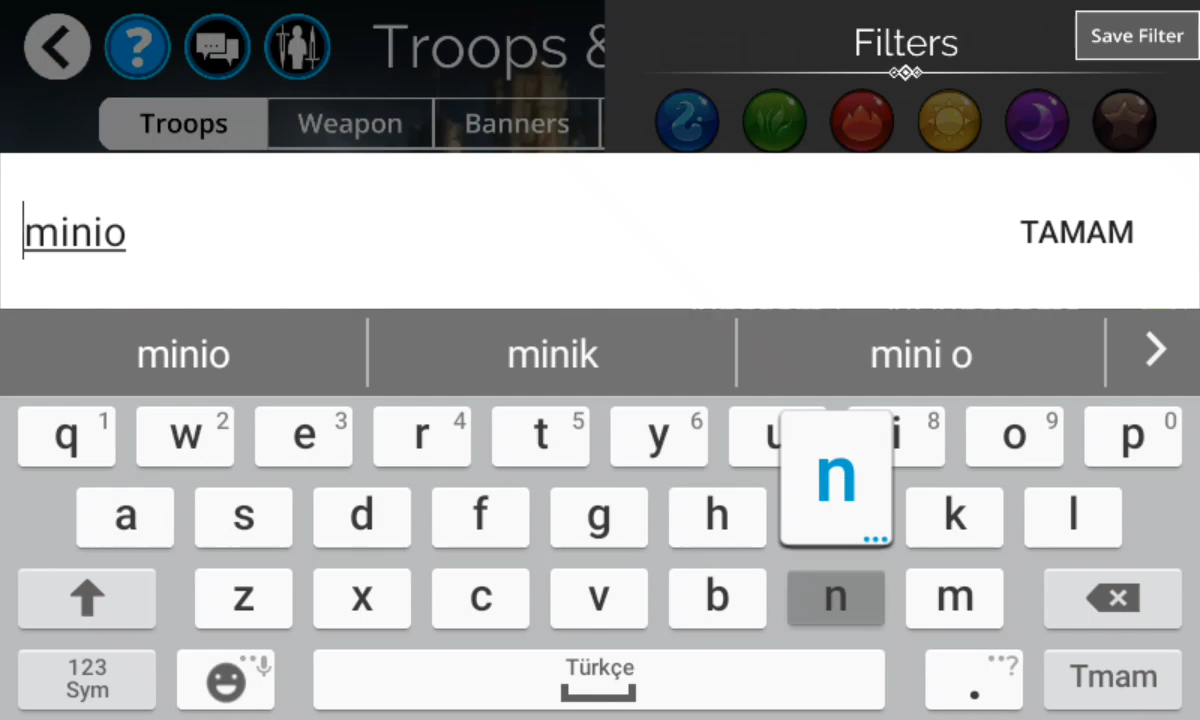 ?
Troops &
Filters
Save Filter
Troops
Weapon
Banners
minio
TAMAM
minio
minik
mini o
q 1 w 2 e 3 r 4 t 5 y 6 u i 8 o 9 p 0
a s d f g h n k l
z x c v b n m
123
Sym
Türkçe
. ?
Tmam